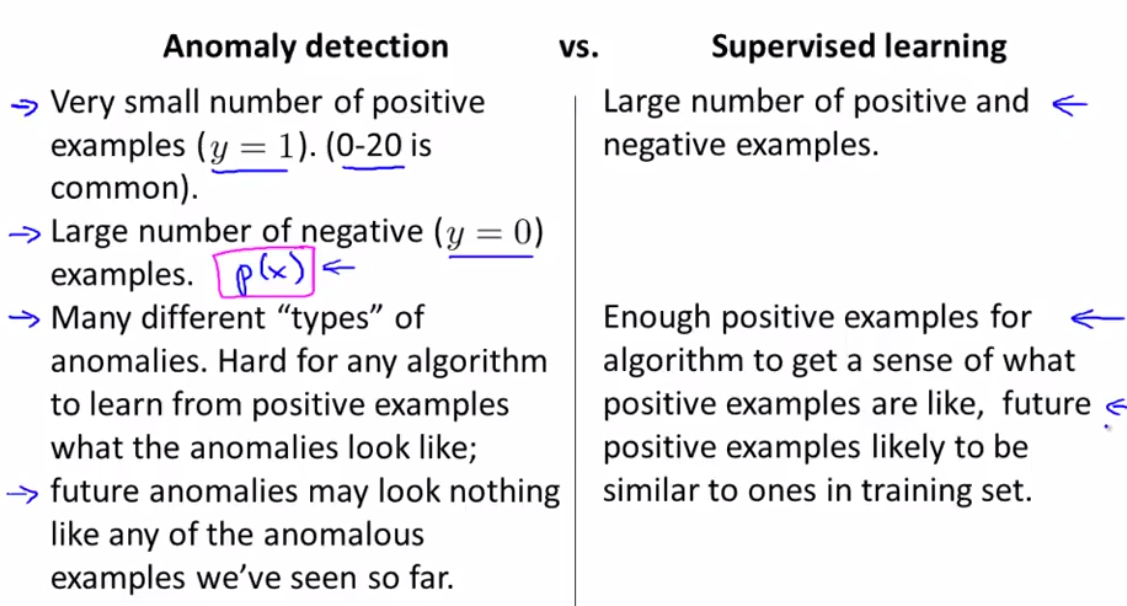 Anomaly detection vs. Supervised learning
Very small number of positive
examples (y = 1). (0-20 is
common).
Large number of negative (y = 0)
examples. p(x)
Many different “types” of
anomalies. Hard for any algorithm
to learn from positive examples
what the anomalies look like;
future anomalies may look nothing
like any of the anomalous
examples we’ve seen so far.
Large number of positive and
negative examples.
Enough positive examples for
algorithm to get a sense of what
positive examples are like, future
positive examples likely to be
similar to ones in training set.